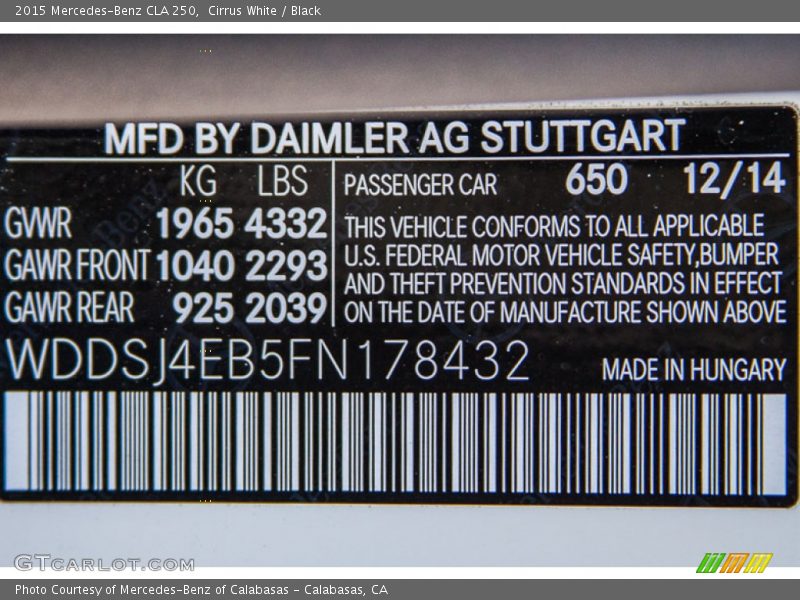 2015 Mercedes-Benz CLA 250,  Cirrus White / Black
MFD BY DAIMLER AG STUTTGART
KG LBS
GWR 1965 4332
GAWR FRONT 1040 2293
GAWR REAR 925 2039
PASSENGER CAR 650 12/14
THIS VEHICLE CONFORMS TO ALL APPLICABLE
U.S. FEDERAL MOTOR VEHICLE SAFETY,BUMPER
AND THEFT PREVENTION STANDARDS IN EFFECT
ON THE DATE OF MANUFACTURE SHOWN ABOVE
WDDSJ4EB5FN178432
MADE IN HUNGARY
GTCARLOT.COM
Photo Courtesy of Mercedes-Benz of Calabasas - Calabasas, CA